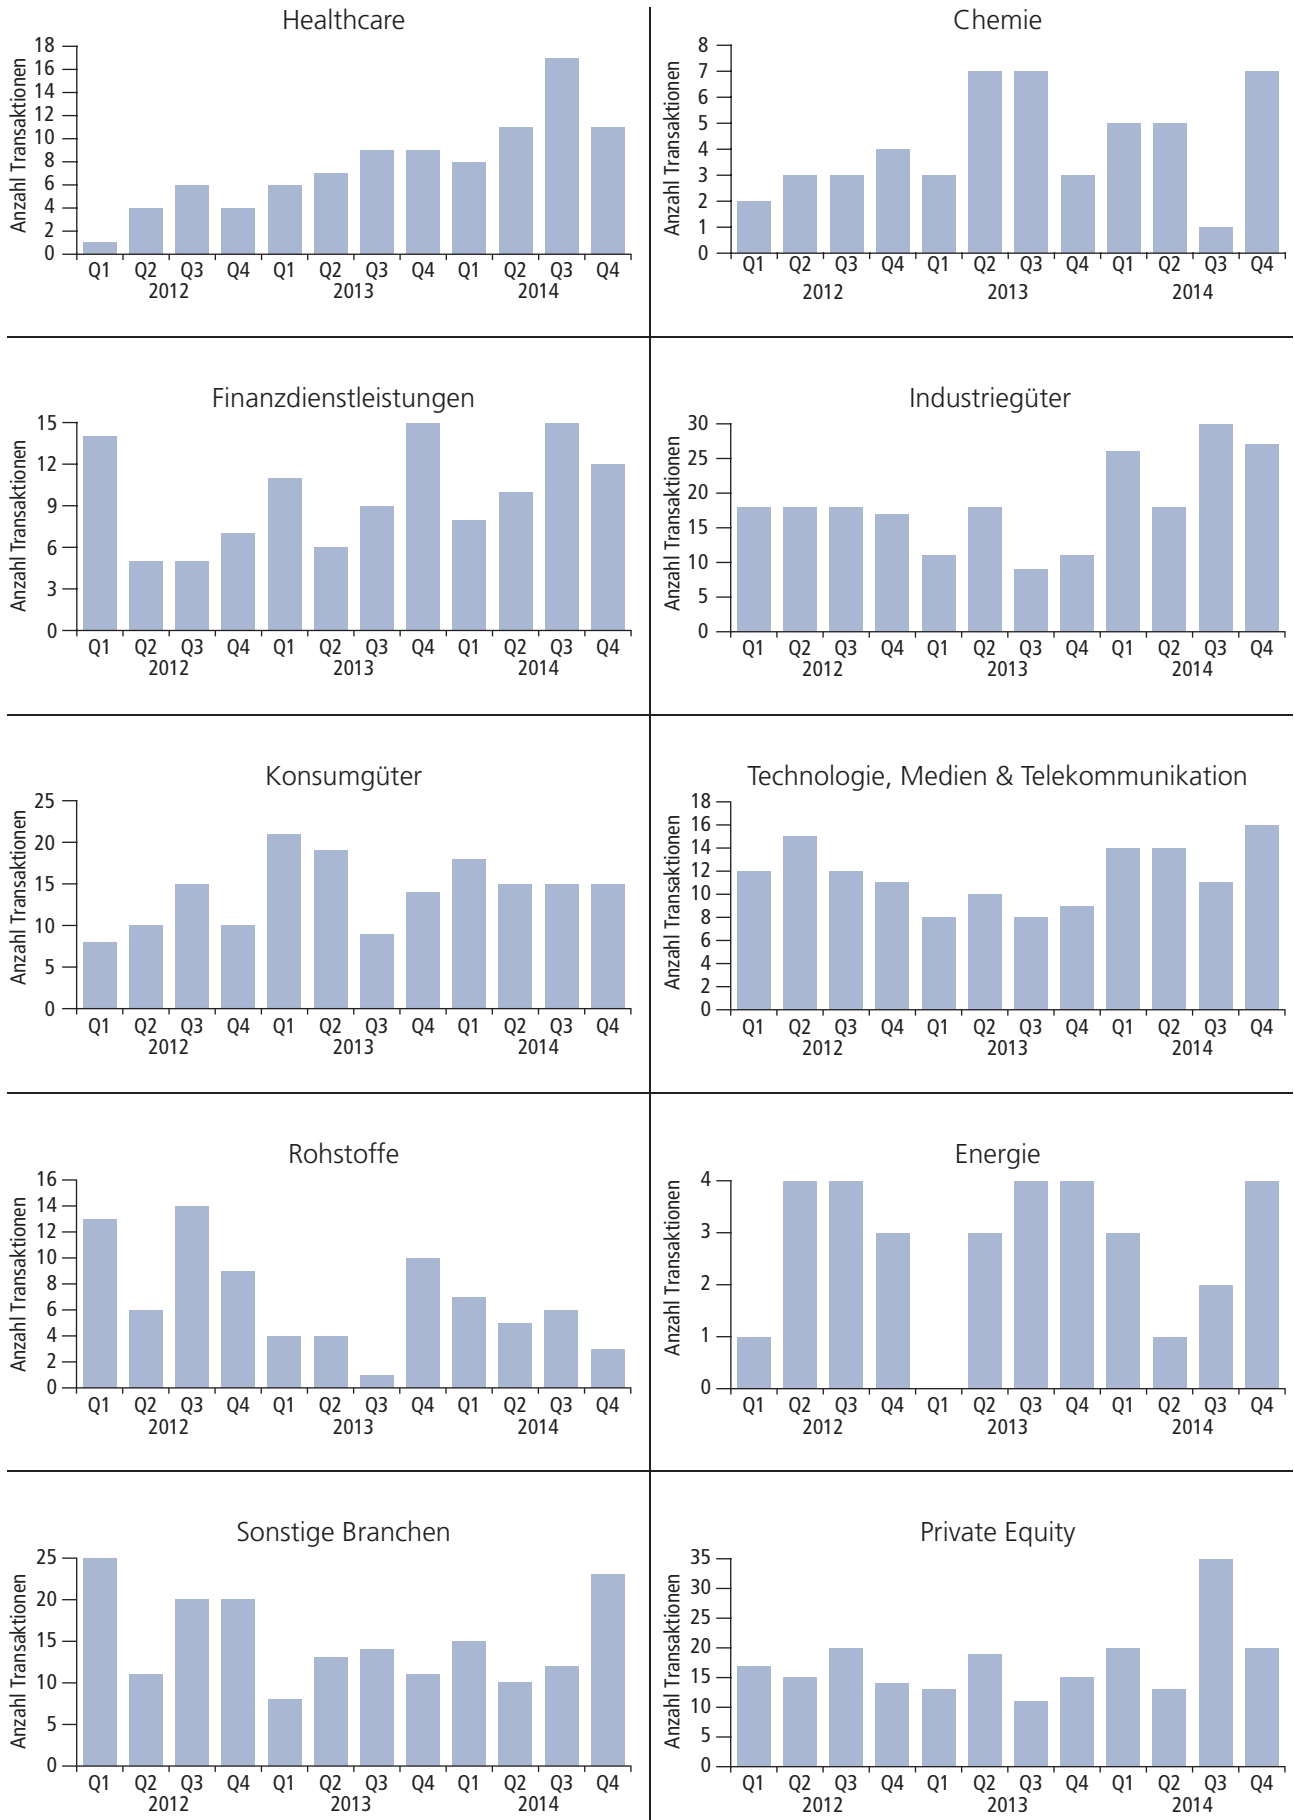 Healthcare
Anzahl Transaktionen
18
16
14
12
10
8
6
4
2
0
Q1 Q2 Q3 Q4 Q1 Q2 Q3 Q4 Q1 Q2 Q3 Q4
2012 2013 2014
Chemie
Anzahl Transaktionen
8
7
6
5
4
3
2
1
0
Q1 Q2 Q3 Q4 Q1 Q2 Q3 Q4 Q1 Q2 Q3 Q4
2012 2013 2014
Finanzdienstleistungen
Anzahl Transaktionen
15
12
9
6
3
0
Q1 Q2 Q3 Q4 Q1 Q2 Q3 Q4 Q1 Q2 Q3 Q4
2012 2013 2014
Industriegüter
Anzahl Transaktionen
30
25
20
15
10
5
0
Q1 Q2 Q3 Q4 Q1 Q2 Q3 Q4 Q1 Q2 Q3 Q4
2012 2013 2014
Konsumgüter
Anzahl Transaktionen
25
20
15
10
5
0
Q1 Q2 Q3 Q4 Q1 Q2 Q3 Q4 Q1 Q2 Q3 Q4
2012 2013 2014
Technologie, Medien & Telekommunikation
Anzahl Transaktionen
18
16
14
12
10
8
6
4
2
0
Q1 Q2 Q3 Q4 Q1 Q2 Q3 Q4 Q1 Q2 Q3 Q4
2012 2013 2014
Rohstoffe
Anzahl Transaktionen
16
14
12
10
8
6
4
2
0
Q1 Q2 Q3 Q4 Q1 Q2 Q3 Q4 Q1 Q2 Q3 Q4
2012 2013 2014
Energie
Anzahl Transaktionen
4
3
2
1
0
Q1 Q2 Q3 Q4 Q1 Q2 Q3 Q4 Q1 Q2 Q3 Q4
2012 2013 2014
Sonstige Branchen
Anzahl Transaktionen
25
20
15
10
5
0
Q1 Q2 Q3 Q4 Q1 Q2 Q3 Q4 Q1 Q2 Q3 Q4
2012 2013 2014
Private Equity
Anzahl Transaktionen
35
30
25
20
15
10
5
0
Q1 Q2 Q3 Q4 Q1 Q2 Q3 Q4 Q1 Q2 Q3 Q4
2012 2013 2014